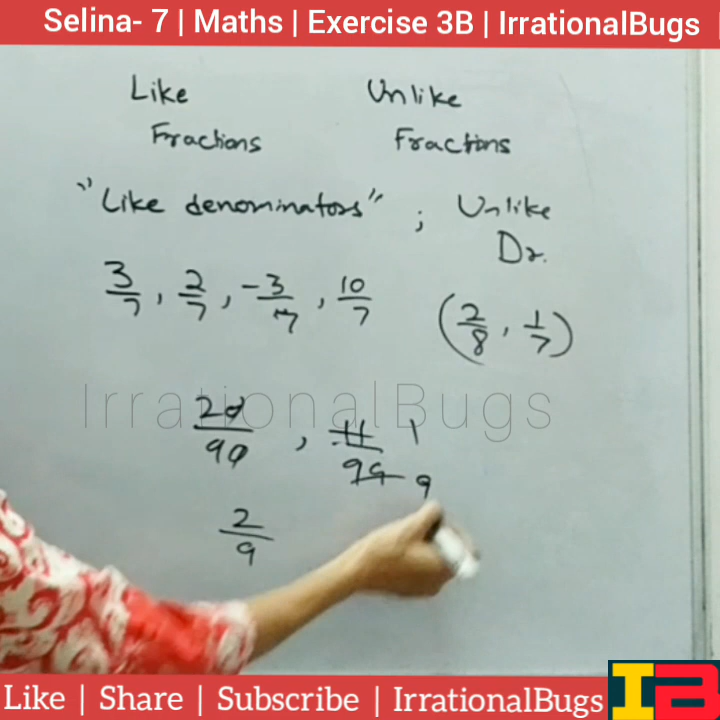 Selina- 7 | Maths | Exercise 3B | IrrationalBugs
Like Unlike
Fractions Fractions
"Like denominators" ; Unlike
Dr.
3/7, 2/7, -3/7, 10/7 (2/8, 1/7)
IrrationalBugs
20/90, 11/99 1/9
2/9
Like | Share | Subscribe | IrrationalBugs
IB